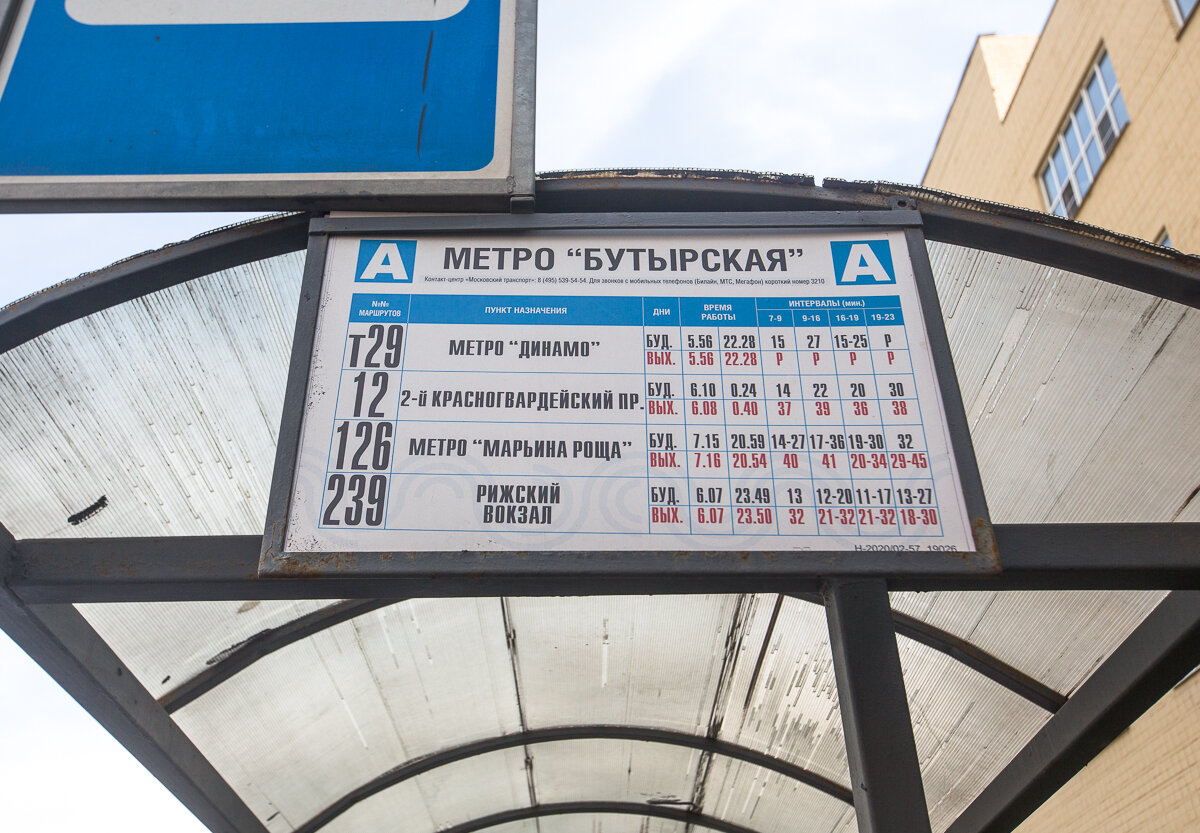 А МЕТРО “БУТЫРСКАЯ” А
Контакт-центр «Московский транспорт»: 8 (495) 539-54-54. Для звонков с мобильных телефонов (Билайн, МТС, Мегафон) короткий номер 3210
№№ МАРШРУТОВ ПУНКТ НАЗНАЧЕНИЯ ДНИ ВРЕМЯ РАБОТЫ ИНТЕРВАЛЫ (мин.)
7-9 9-16 16-19 19-23
т29 МЕТРО “ДИНАМО” БУД. 5.56 22.28 15 27 15-25 Р
ВЫХ. 5.56 22.28 Р Р Р Р
12 2-й КРАСНОГВАРДЕЙСКИЙ ПР. БУД. 6.10 0.24 14 22 20 30
ВЫХ. 6.08 0.40 37 39 36 38
126 МЕТРО “МАРЬИНА РОЩА” БУД. 7.15 20.59 14-27 17-36 19-30 32
ВЫХ. 7.16 20.54 40 41 20-34 29-45
239 РИЖСКИЙ ВОКЗАЛ БУД. 6.07 23.49 13 12-20 11-17 13-27
ВЫХ. 6.07 23.50 32 21-32 21-32 18-30
Н-2020/02-57 19026